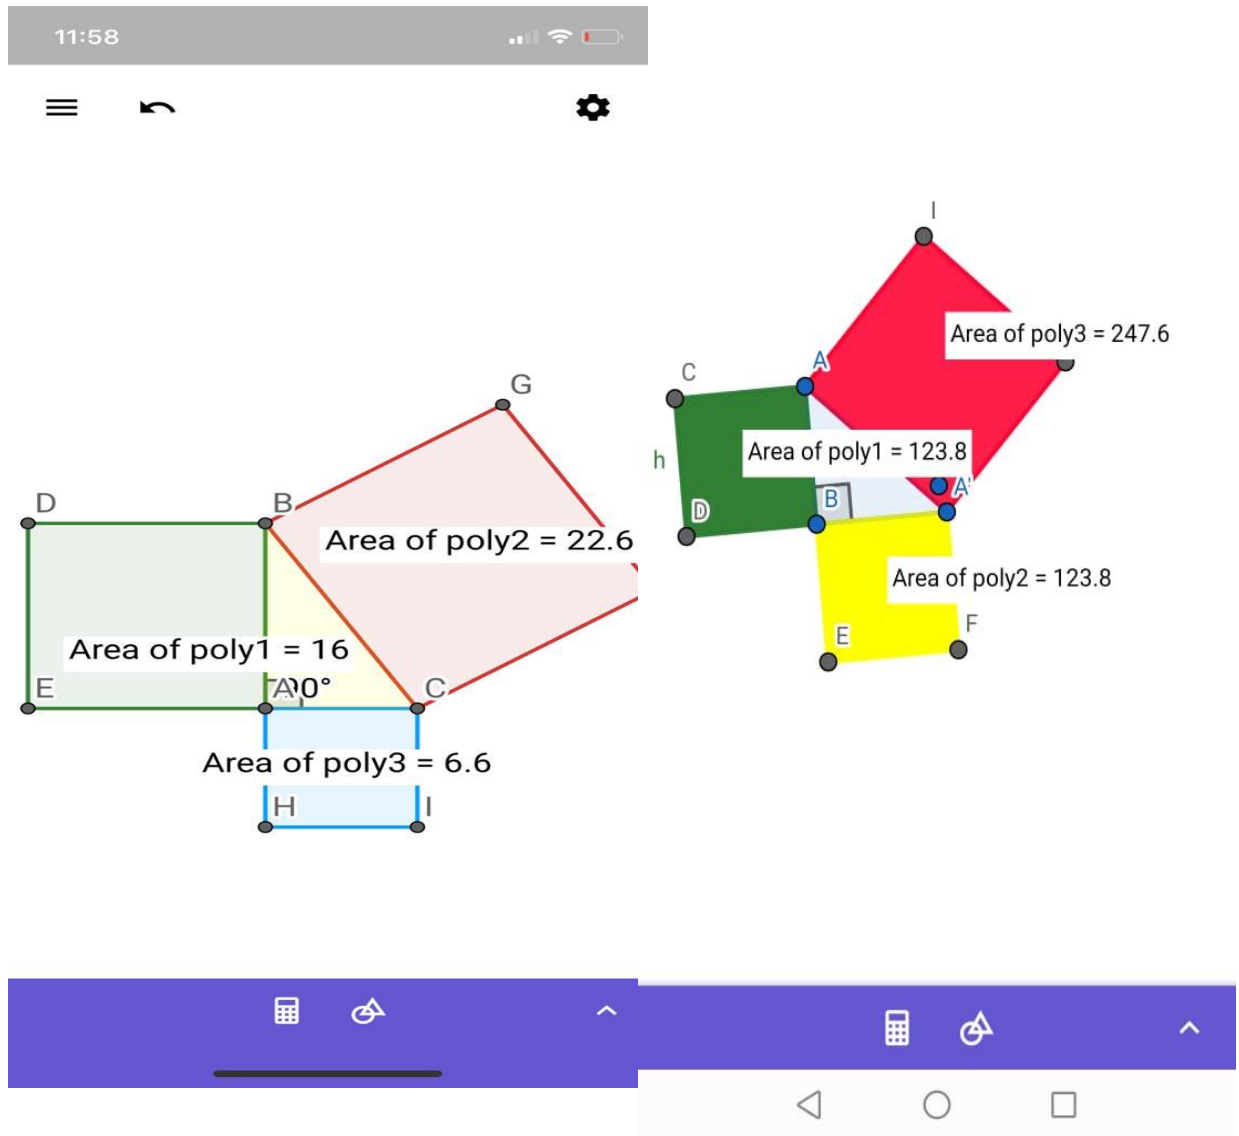 11:58
G
D
B
Area of poly2 = 22.6
Area of poly1 = 16
E
A
90°
C
Area of poly3 = 6.6
H
I
I
Area of poly3 = 247.6
A
C
Area of poly1 = 123.8
h
A'
B
D
Area of poly2 = 123.8
E
F